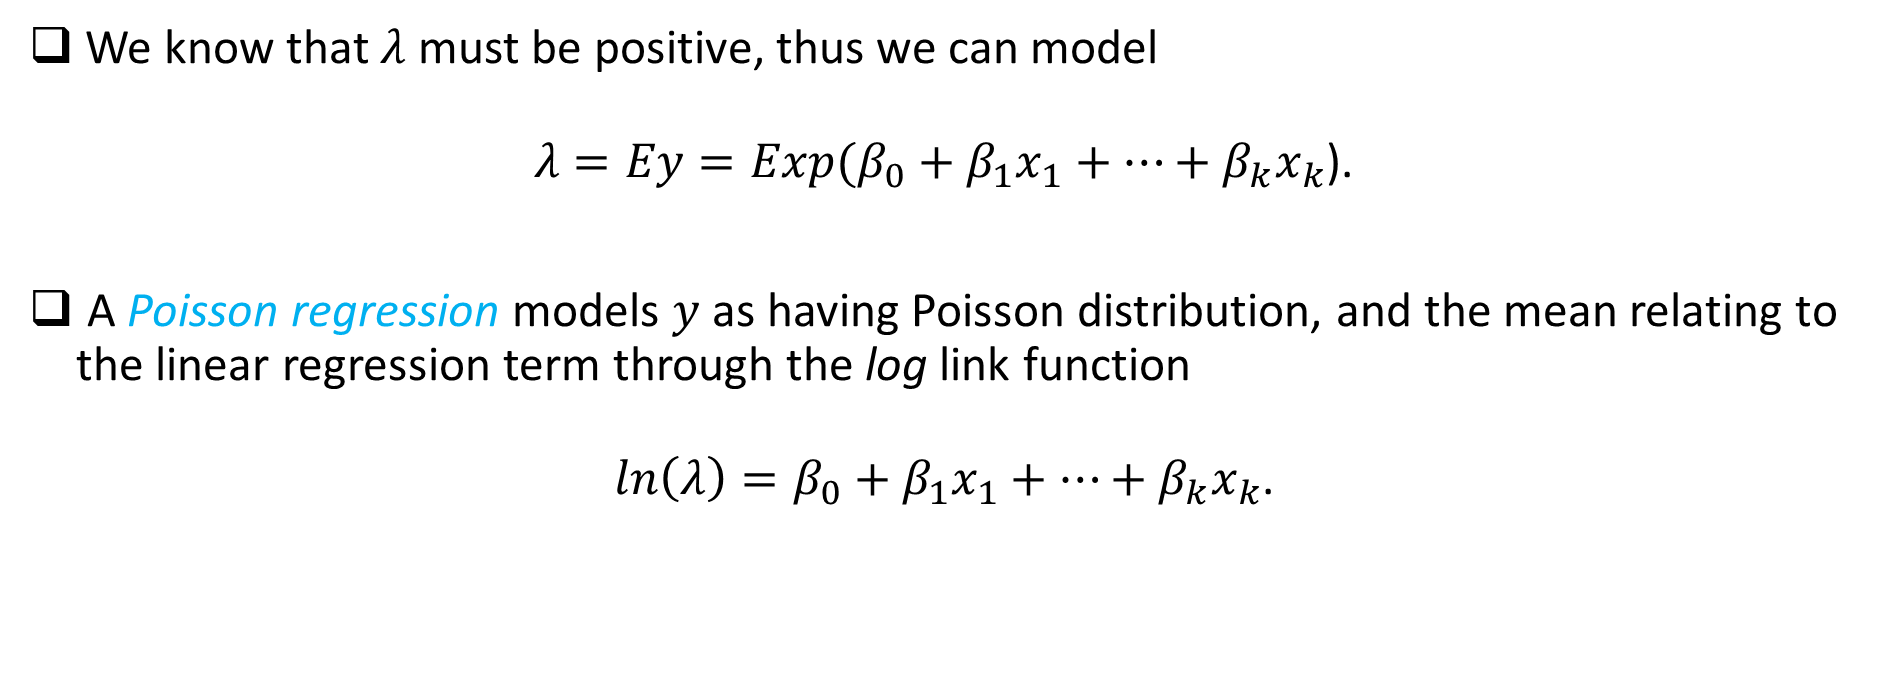 ❑ We know that 𝜆 must be positive, thus we can model
𝜆 = 𝐸𝑦 = 𝐸𝑥𝑝(𝛽₀ + 𝛽₁𝑥₁ + ⋯ + 𝛽ₖ𝑥ₖ).
❑ A Poisson regression models 𝑦 as having Poisson distribution, and the mean relating to
the linear regression term through the log link function
𝑙𝑛(𝜆) = 𝛽₀ + 𝛽₁𝑥₁ + ⋯ + 𝛽ₖ𝑥ₖ.